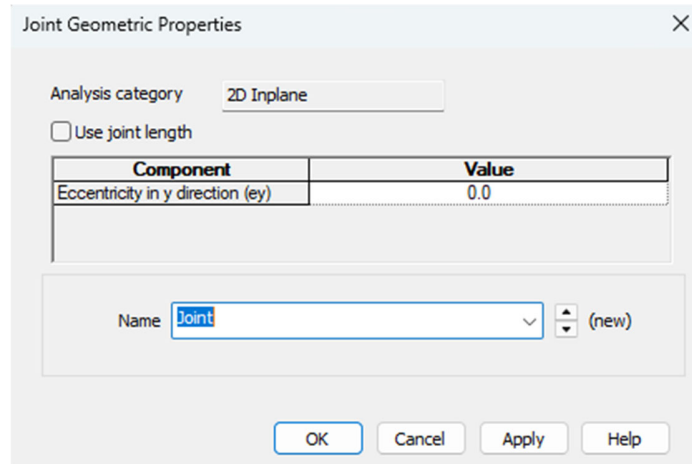 Joint Geometric Properties
Analysis category 2D Inplane
Use joint length
Component Value
Eccentricity in y direction (ey) 0.0
Name Joint (new)
OK Cancel Apply Help